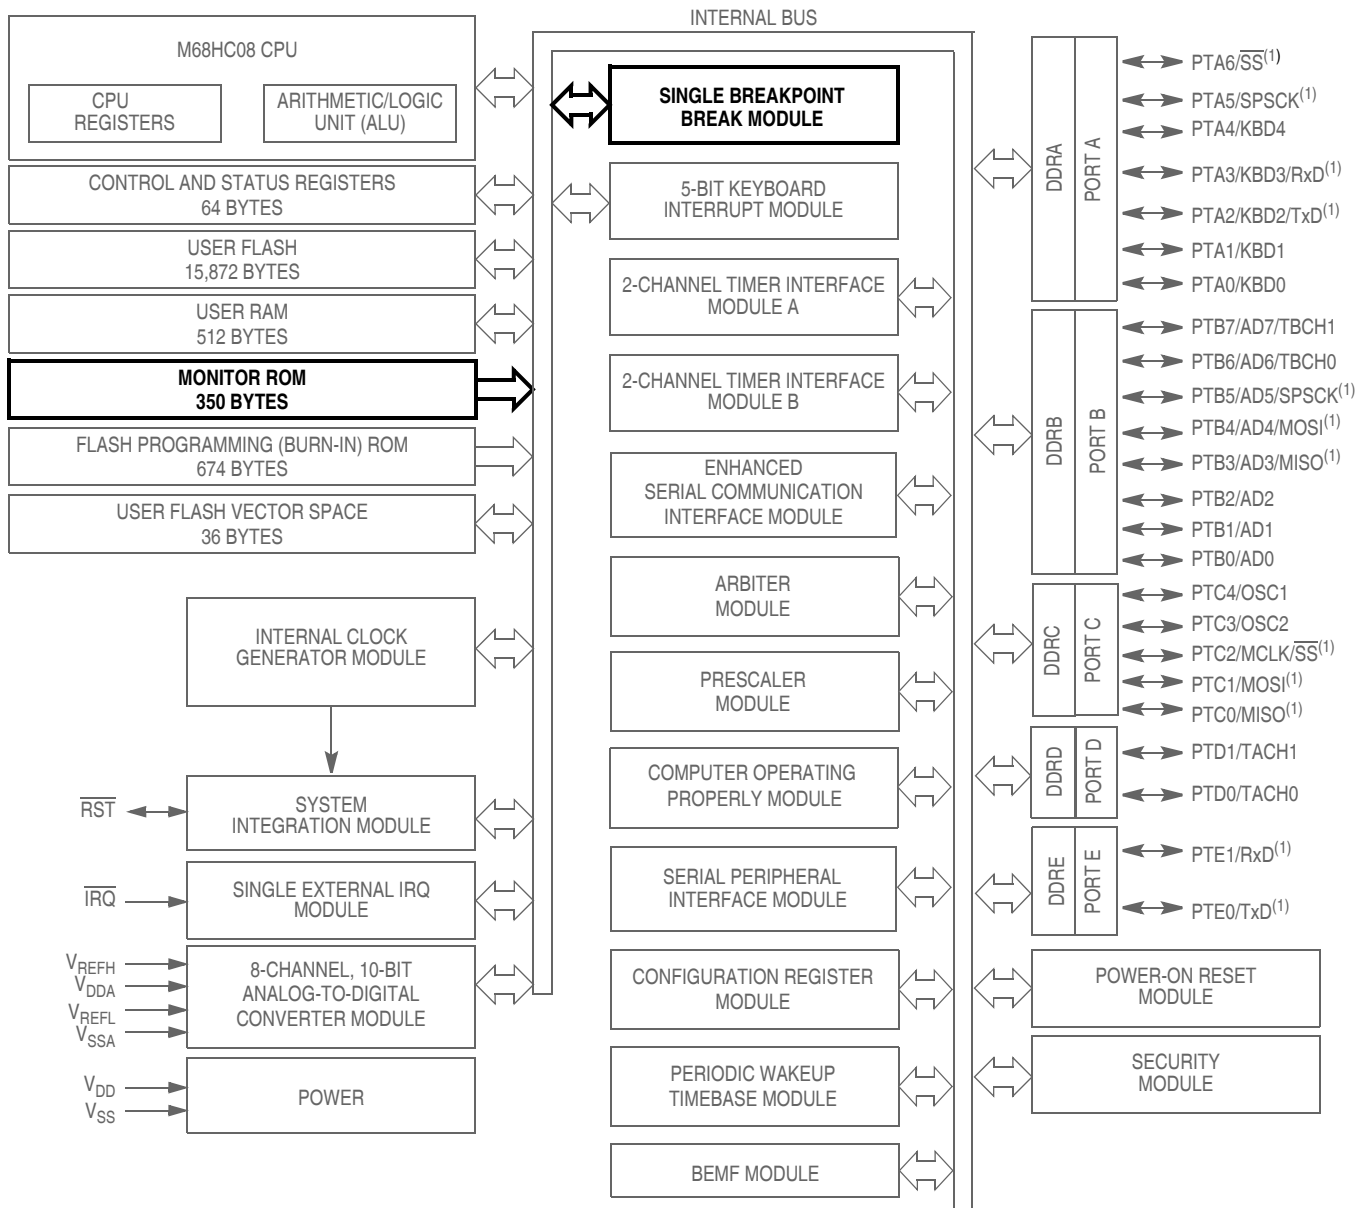 INTERNAL BUS
M68HC08 CPU
CPU
REGISTERS
ARITHMETIC/LOGIC
UNIT (ALU)
CONTROL AND STATUS REGISTERS
64 BYTES
USER FLASH
15,872 BYTES
USER RAM
512 BYTES
MONITOR ROM
350 BYTES
FLASH PROGRAMMING (BURN-IN) ROM
674 BYTES
USER FLASH VECTOR SPACE
36 BYTES
INTERNAL CLOCK
GENERATOR MODULE
RST
SYSTEM
INTEGRATION MODULE
IRQ
SINGLE EXTERNAL IRQ
MODULE
VREFH
VDDA
VREFL
VSSA
8-CHANNEL, 10-BIT
ANALOG-TO-DIGITAL
CONVERTER MODULE
VDD
VSS
POWER
SINGLE BREAKPOINT
BREAK MODULE
5-BIT KEYBOARD
INTERRUPT MODULE
2-CHANNEL TIMER INTERFACE
MODULE A
2-CHANNEL TIMER INTERFACE
MODULE B
ENHANCED
SERIAL COMMUNICATION
INTERFACE MODULE
ARBITER
MODULE
PRESCALER
MODULE
COMPUTER OPERATING
PROPERLY MODULE
SERIAL PERIPHERAL
INTERFACE MODULE
CONFIGURATION REGISTER
MODULE
PERIODIC WAKEUP
TIMEBASE MODULE
BEMF MODULE
DDRA
PORT A
PTA6/SS(1)
PTA5/SPSCK(1)
PTA4/KBD4
PTA3/KBD3/RxD(1)
PTA2/KBD2/TxD(1)
PTA1/KBD1
PTA0/KBD0
DDRB
PORT B
PTB7/AD7/TBCH1
PTB6/AD6/TBCH0
PTB5/AD5/SPSCK(1)
PTB4/AD4/MOSI(1)
PTB3/AD3/MISO(1)
PTB2/AD2
PTB1/AD1
PTB0/AD0
DDRC
PORT C
PTC4/OSC1
PTC3/OSC2
PTC2/MCLK/SS(1)
PTC1/MOSI(1)
PTC0/MISO(1)
DDRD
PORT D
PTD1/TACH1
PTD0/TACH0
DDRE
PORT E
PTE1/RxD(1)
PTE0/TxD(1)
POWER-ON RESET
MODULE
SECURITY
MODULE